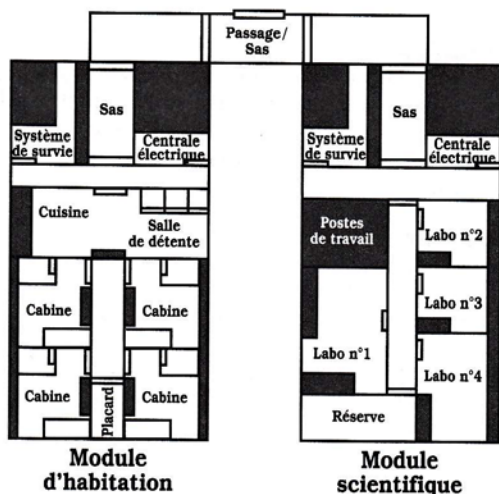 Passage/
Sas
Sas
Système
de survie
Centrale
électrique
Cuisine
Salle
de détente
Cabine
Cabine
Cabine
Cabine
Placard
Module
d'habitation
Sas
Système
de survie
Centrale
électrique
Postes
de travail
Labo n°2
Labo n°3
Labo n°1
Labo n°4
Réserve
Module
scientifique